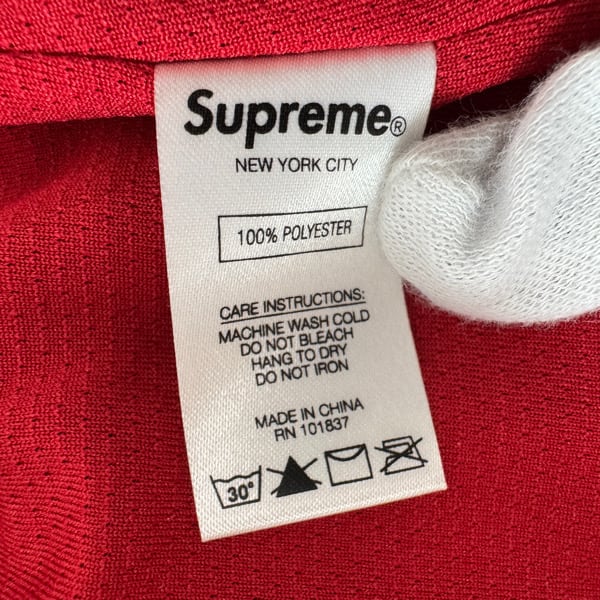 Supreme®
NEW YORK CITY
100% POLYESTER
CARE INSTRUCTIONS:
MACHINE WASH COLD
DO NOT BLEACH
HANG TO DRY
DO NOT IRON
MADE IN CHINA
RN 101837
30°